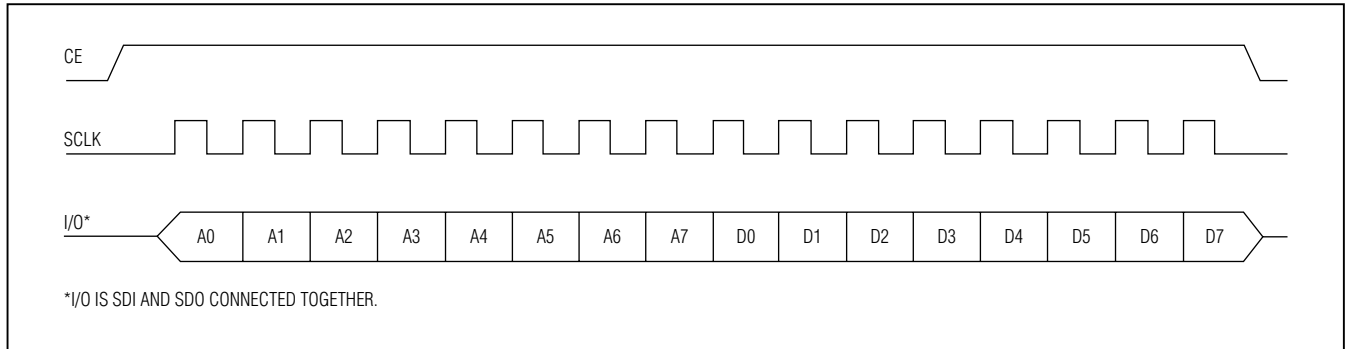 CE
SCLK
I/O*
A0 A1 A2 A3 A4 A5 A6 A7 D0 D1 D2 D3 D4 D5 D6 D7
*I/O IS SDI AND SDO CONNECTED TOGETHER.